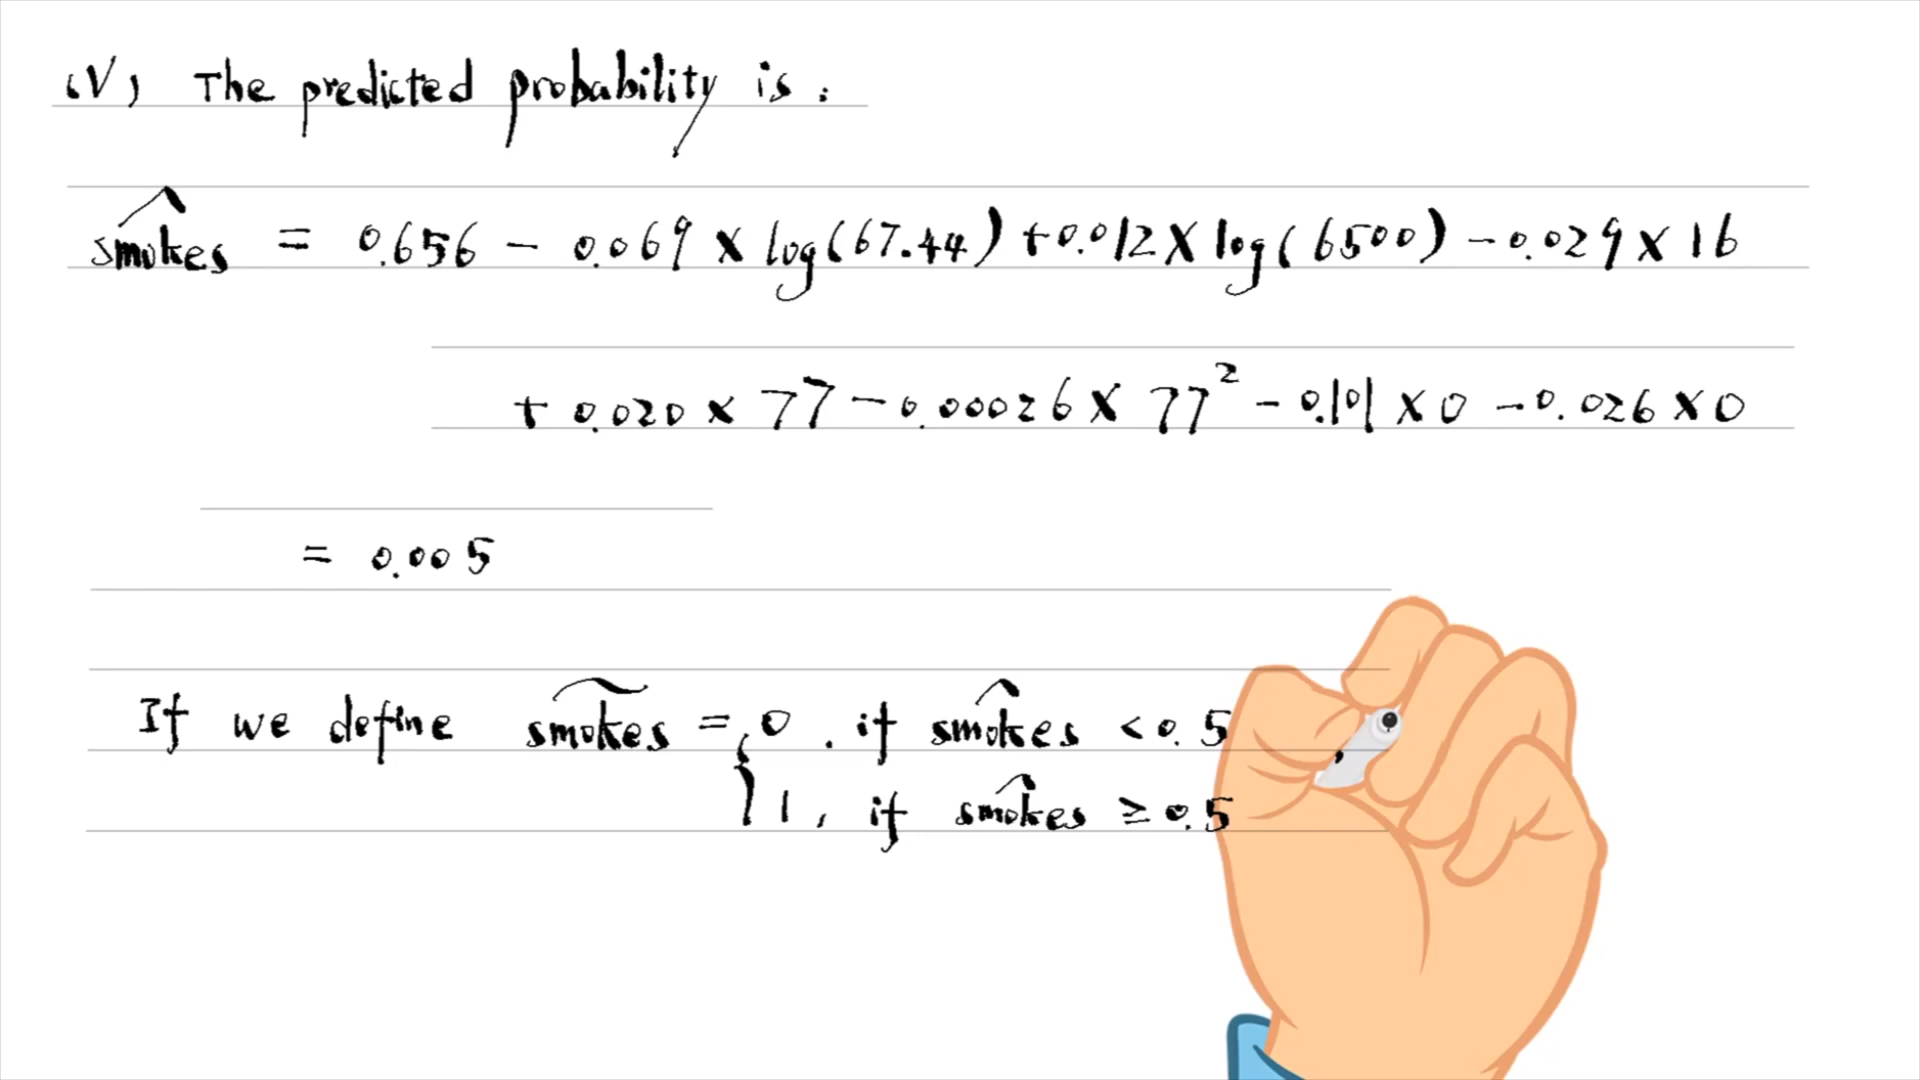 (V) The predicted probability is :
smokes^ = 0.656 - 0.069 x log(67.44) + 0.012 x log(6500) - 0.029 x 16
+ 0.020 x 77 - 0.00026 x 77² - 0.101 x 0 - 0.026 x 0
= 0.005
If we define smokes~ = { 0 , if smokes^ < 0.5 ,
1 , if smokes^ ≥ 0.5